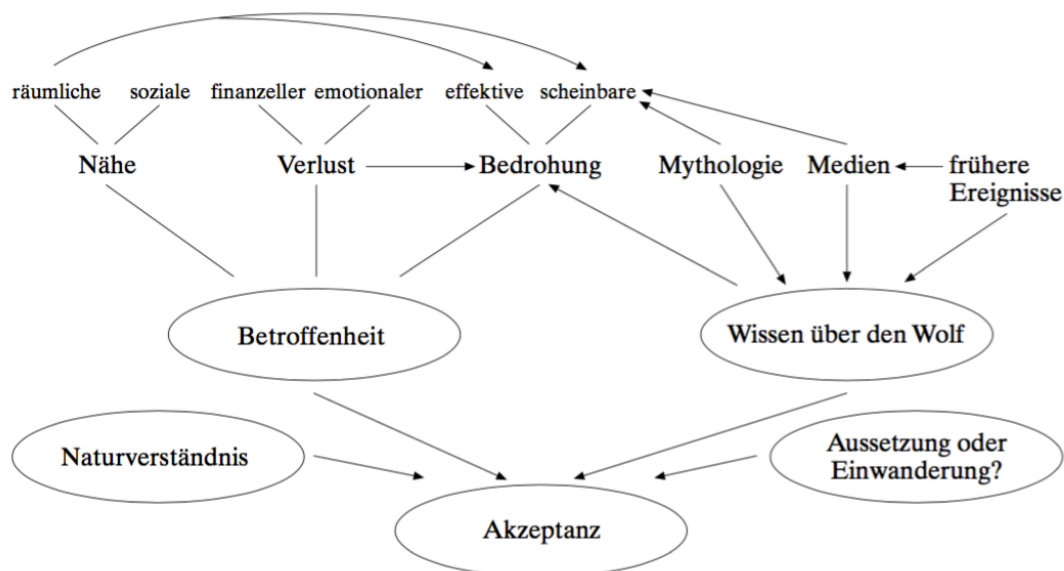 räumliche soziale finanzeller emotionaler effektive scheinbare
Nähe Verlust Bedrohung Mythologie Medien frühere
Ereignisse
Betroffenheit Wissen über den Wolf
Naturverständnis Aussetzung oder
Einwanderung?
Akzeptanz